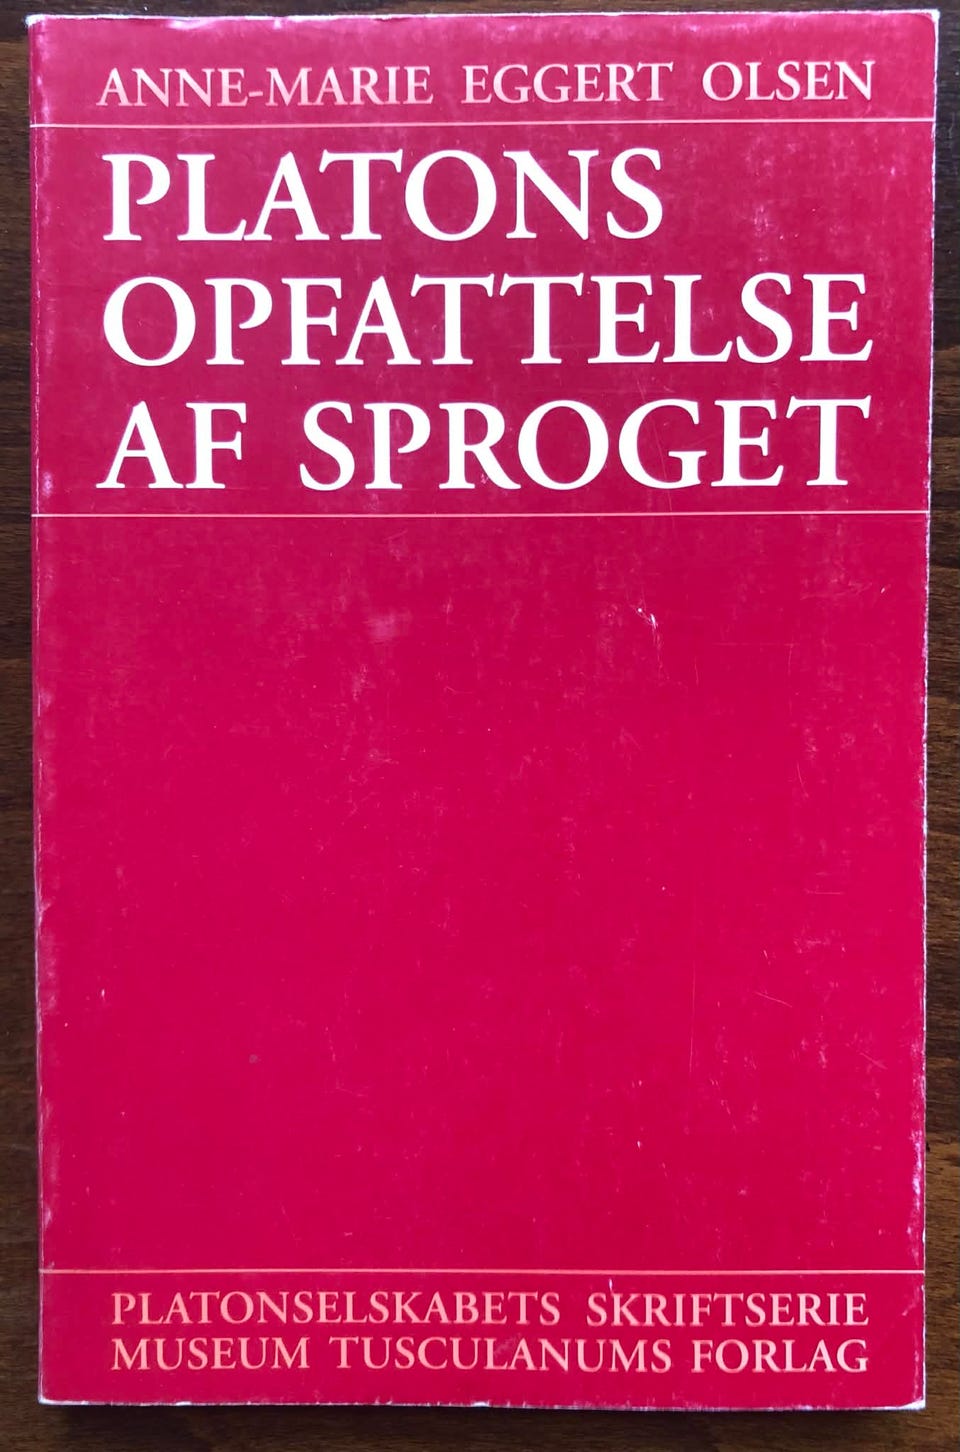 ANNE-MARIE EGGERT OLSEN
PLATONS
OPFATTELSE
AF SPROGET
PLATONSELSKABETS SKRIFTSERIE
MUSEUM TUSCULANUMS FORLAG